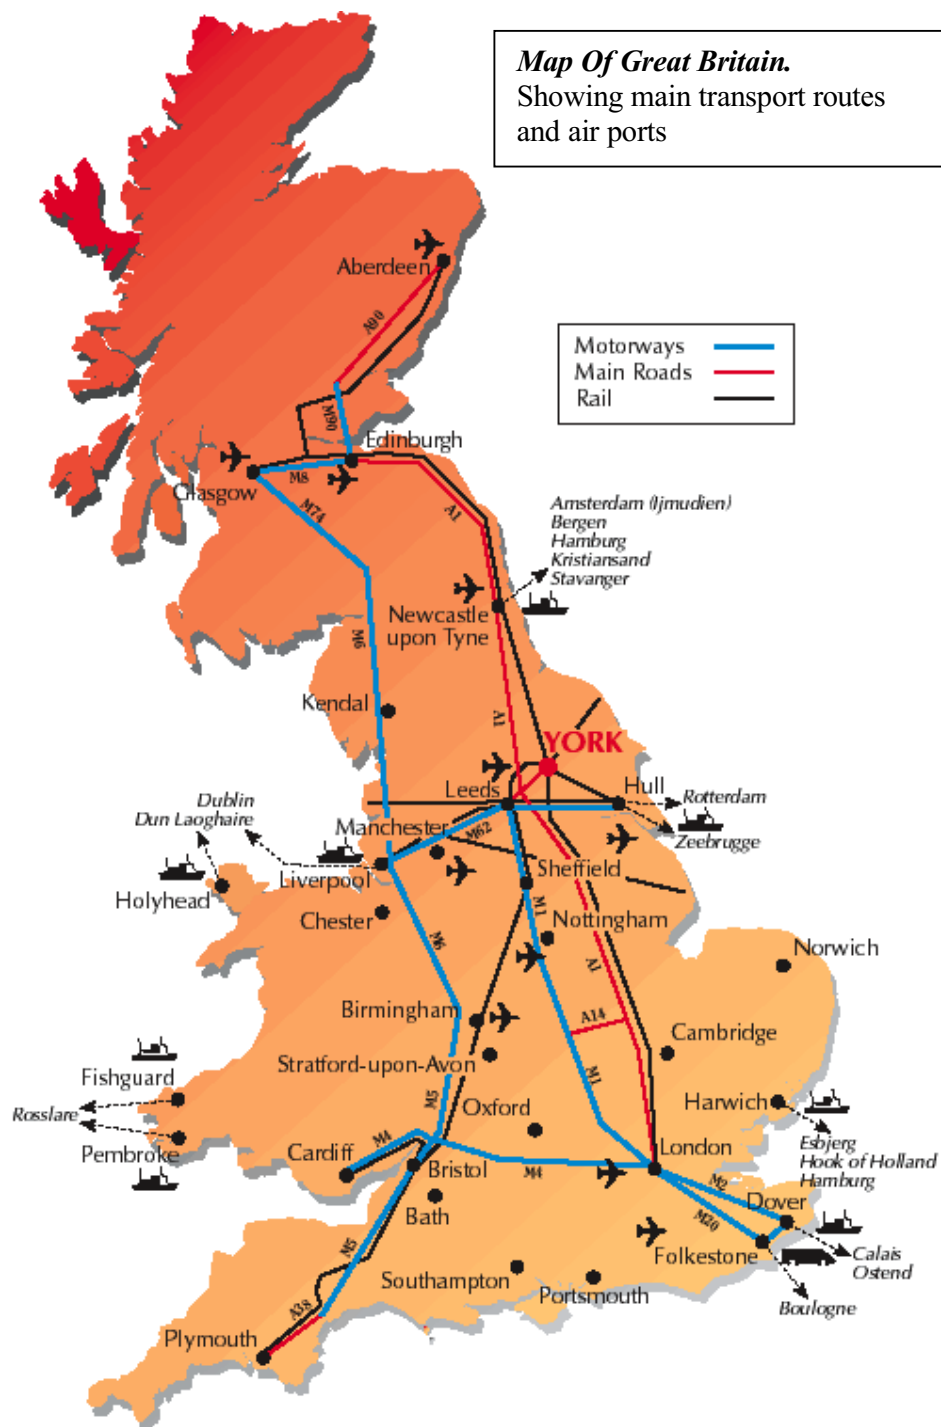 Map Of Great Britain.
Showing main transport routes
and air ports
Aberdeen
A90
Motorways
Main Roads
Rail
M90
Edinburgh
M8
Glasgow
M74
A1
Amsterdam (Ijmudien)
Bergen
Hamburg
Kristiansand
Stavanger
Newcastle
upon Tyne
M6
Kendal
A1
YORK
Leeds
Hull
Rotterdam
Zeebrugge
Dublin
Dun Laoghaire
Manchester
M62
Holyhead
Liverpool
Sheffield
Chester
M1
Nottingham
M6
A1
Norwich
Birmingham
A14
Cambridge
Stratford-upon-Avon
M1
Fishguard
M5
Oxford
Harwich
Rosslare
Esbjerg
Hook of Holland
Hamburg
Pembroke
Cardiff
M4
Bristol
M4
London
M2
Dover
Bath
M20
M5
Folkestone
Calais
Ostend
Southampton
Portsmouth
Boulogne
A38
Plymouth